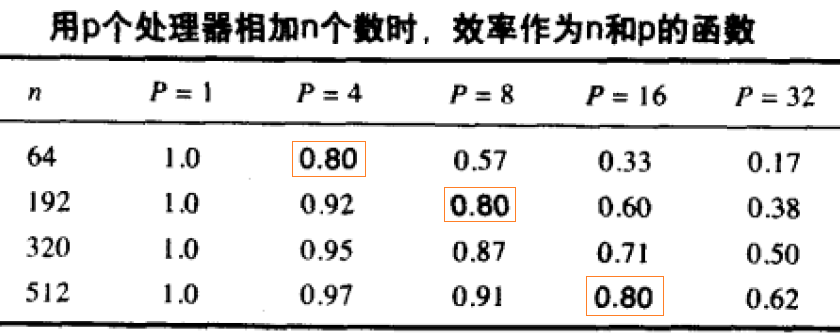 用p个处理器相加n个数时，效率作为n和p的函数
n P = 1 P = 4 P = 8 P = 16 P = 32
64 1.0 0.80 0.57 0.33 0.17
192 1.0 0.92 0.80 0.60 0.38
320 1.0 0.95 0.87 0.71 0.50
512 1.0 0.97 0.91 0.80 0.62